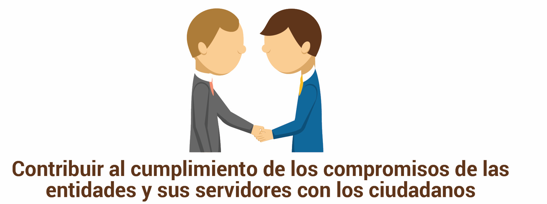 Contribuir al cumplimiento de los compromisos de las
entidades y sus servidores con los ciudadanos